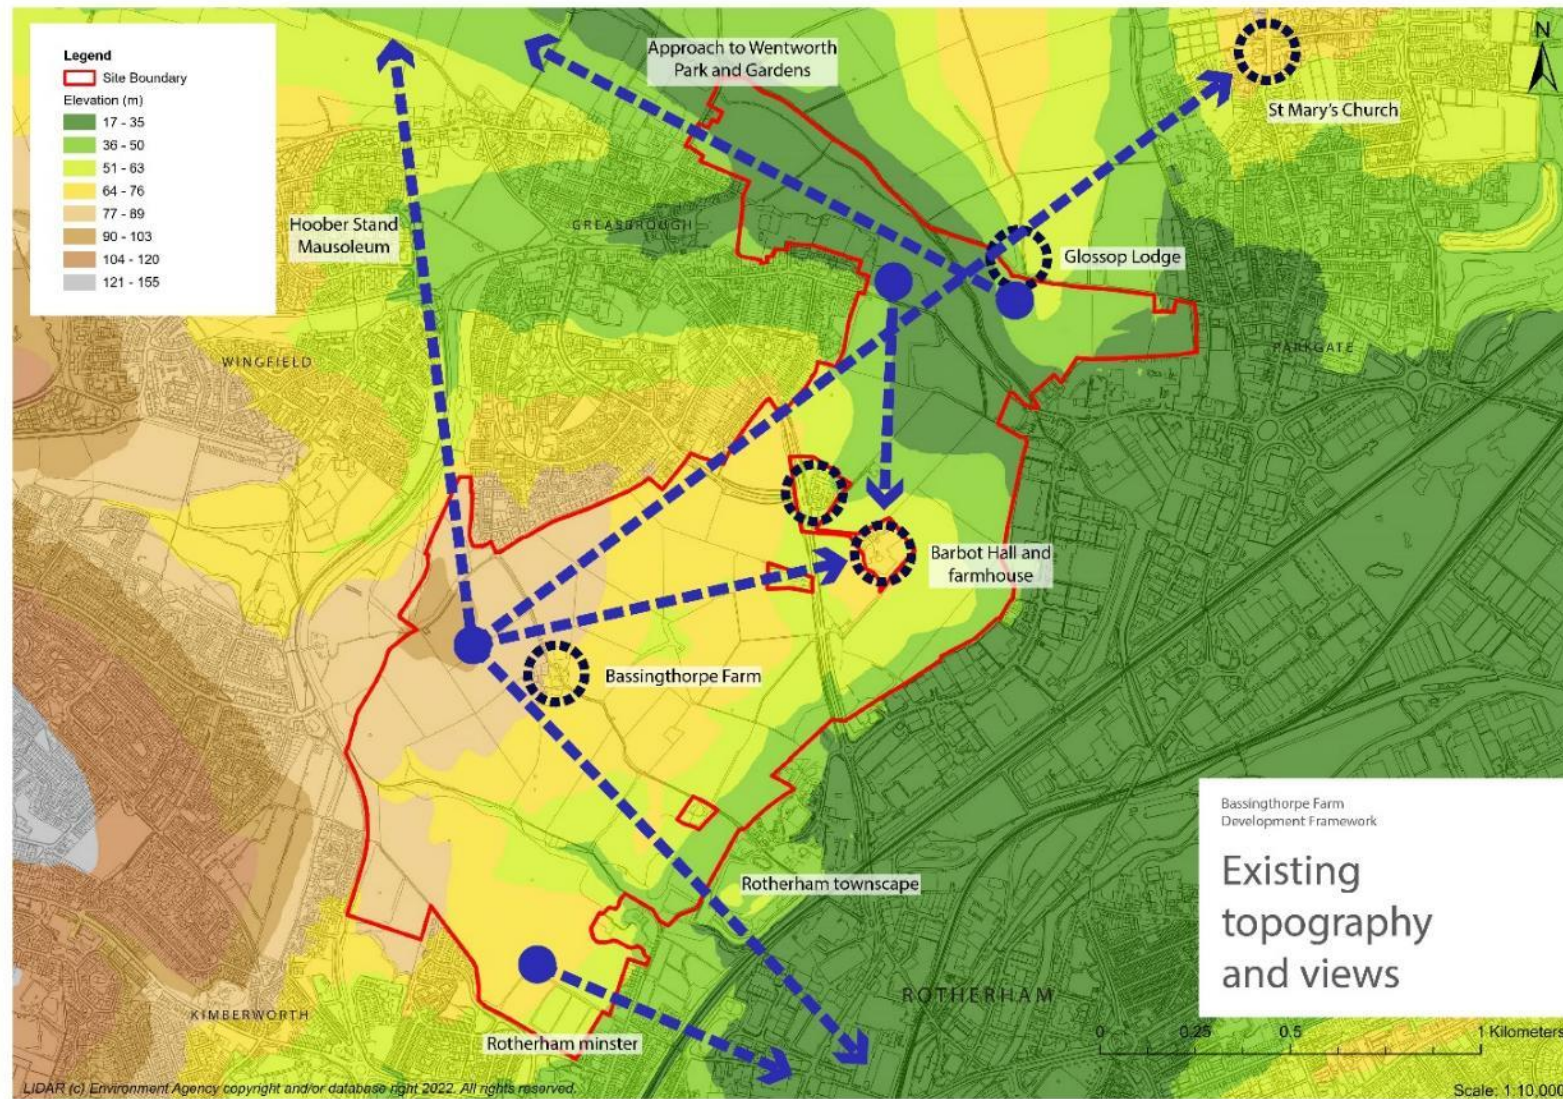 Legend
Site Boundary
Elevation (m)
17 - 35
36 - 50
51 - 63
64 - 76
77 - 89
90 - 103
104 - 120
121 - 155
Approach to Wentworth
Park and Gardens
N
St Mary's Church
Hoober Stand
Mausoleum
GREASBROUGH
Glossop Lodge
WINGFIELD
PARKGATE
Barbot Hall and
farmhouse
Bassingthorpe Farm
Rotherham townscape
Bassingthorpe Farm
Development Framework
Existing
topography
and views
ROTHERHAM
KIMBERWORTH
Rotherham minster
0 0.25 0.5 1 Kilometers
LIDAR (c) Environment Agency copyright and/or database right 2022. All rights reserved.
Scale: 1:10,000